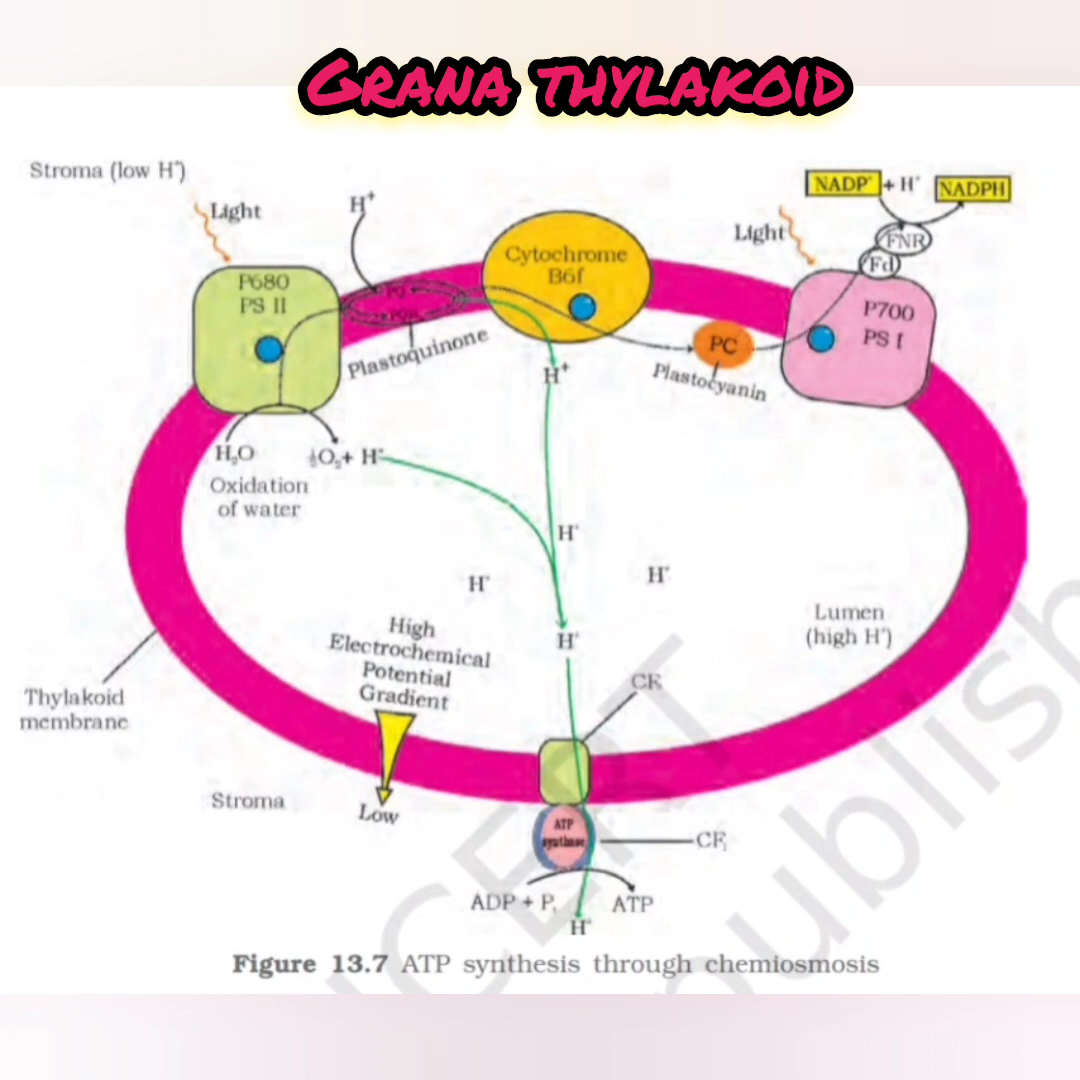 GRANA THYLAKOID
Stroma (low H⁺)
Light
H⁺
Cytochrome
B6f
Light
NADP⁺ + H⁺ NADPH
FNR
Fd
P680
PS II
P700
PS I
PC
Plastoquinone
Plastocyanin
H⁺
H₂O
½O₂+ H⁺
Oxidation
of water
H⁺
H⁺
H⁺
H⁺
Lumen
(high H⁺)
High
Electrochemical
Potential
Gradient
Thylakoid
membrane
Stroma
Low
ATP
synthase
CF₁
ADP + Pᵢ
ATP
H⁺
Figure 13.7 ATP synthesis through chemiosmosis